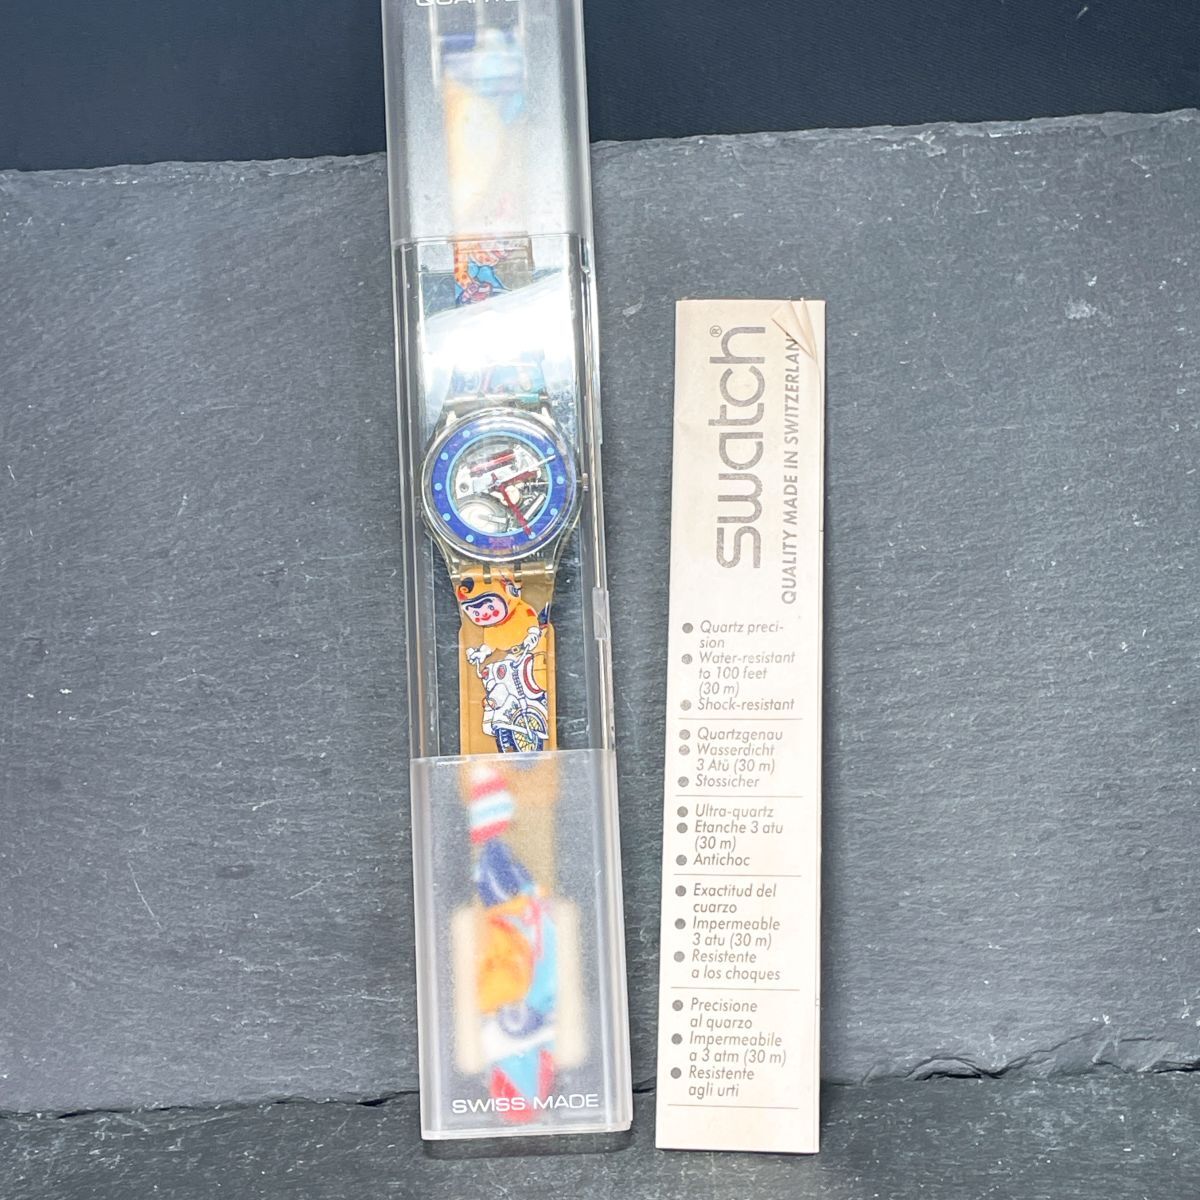 SWISS MADE
swatch®
QUALITY MADE IN SWITZERLAND
● Quartz preci-
sion
● Water-resistant
to 100 feet
(30 m)
● Shock-resistant
● Quartzgenau
● Wasserdicht
3 Atü (30 m)
● Stossicher
● Ultra-quartz
● Etanche 3 atu
(30 m)
● Antichoc
● Exactitud del
cuarzo
● Impermeable
3 atu (30 m)
● Resistente
a los choques
● Precisione
al quarzo
● Impermeabile
a 3 atm (30 m)
● Resistente
agli urti